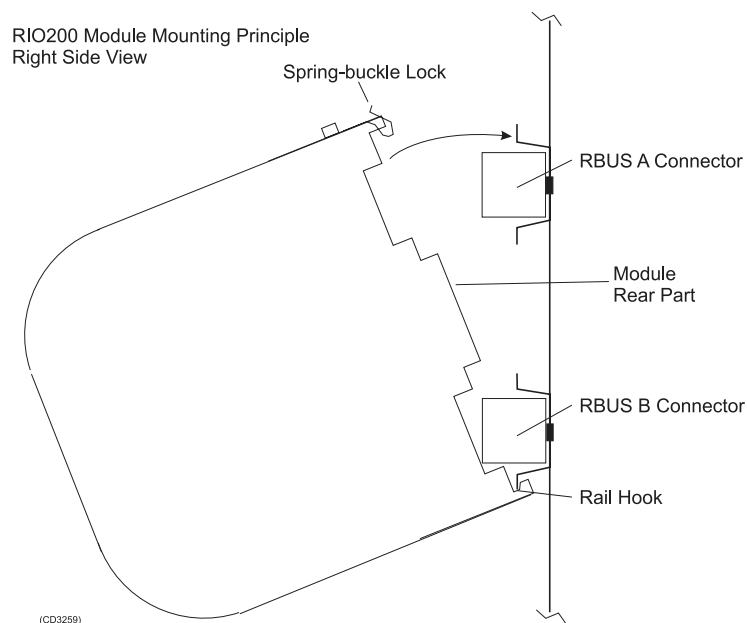 RIO200 Module Mounting Principle
Right Side View
Spring-buckle Lock
RBUS A Connector
Module
Rear Part
RBUS B Connector
Rail Hook
(CD3259)